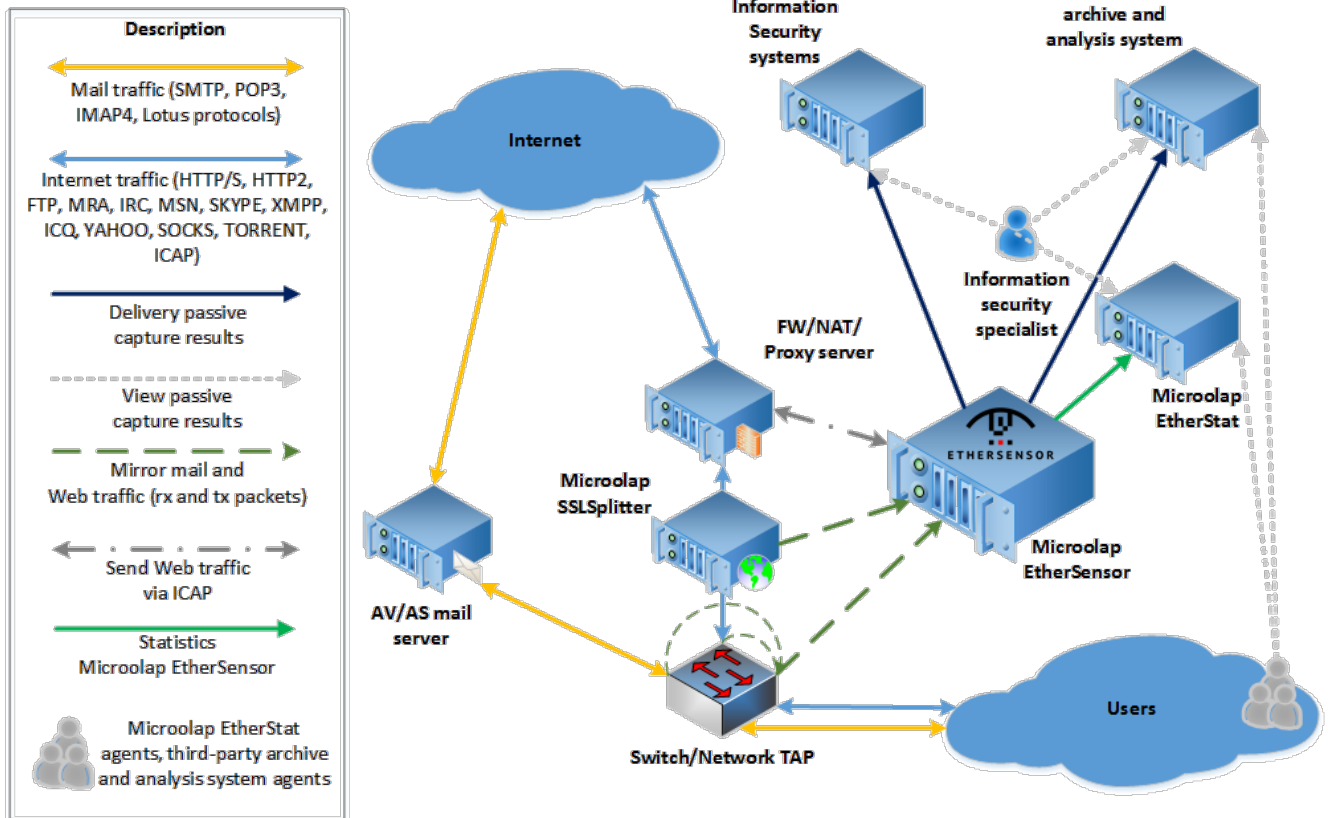 Description
Mail traffic (SMTP, POP3,
IMAP4, Lotus protocols)
Internet traffic (HTTP/S, HTTP2,
FTP, MRA, IRC, MSN, SKYPE, XMPP,
ICQ, YAHOO, SOCKS, TORRENT,
ICAP)
Delivery passive
capture results
View passive
capture results
Mirror mail and
Web traffic (rx and tx packets)
Send Web traffic
via ICAP
Statistics
Microolap EtherSensor
Microolap EtherStat
agents, third-party archive
and analysis system agents
Information
Security
systems
archive and
analysis system
Internet
Information
security
specialist
FW/NAT/
Proxy server
Microolap
EtherStat
ETHERSENSOR
Microolap
SSLSplitter
Microolap
EtherSensor
AV/AS mail
server
Users
Switch/Network TAP